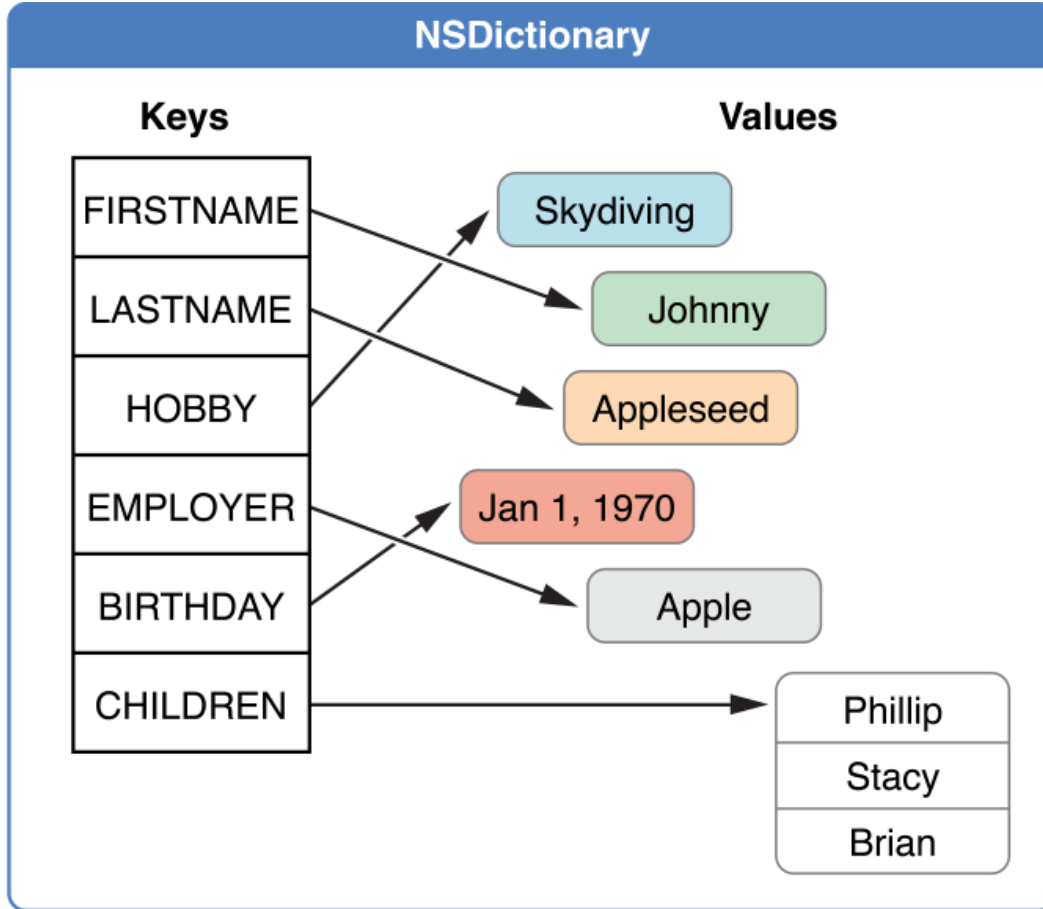 NSDictionary
Keys
Values
FIRSTNAME
LASTNAME
HOBBY
EMPLOYER
BIRTHDAY
CHILDREN
Skydiving
Johnny
Appleseed
Jan 1, 1970
Apple
Phillip
Stacy
Brian